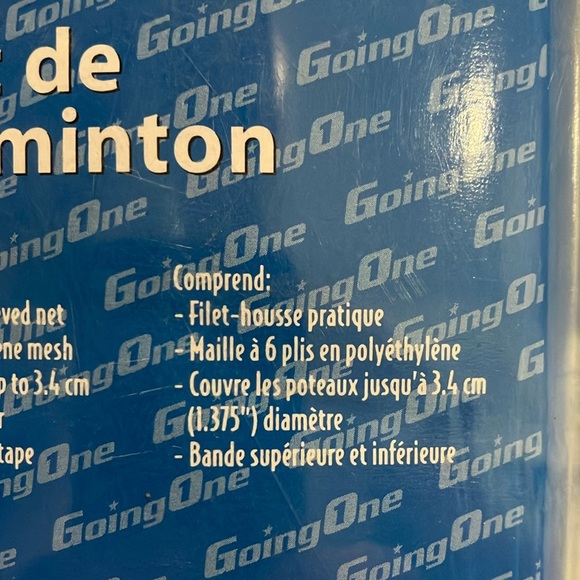 de
minton
Comprend:
- Filet-housse pratique
- Maille à 6 plis en polyéthylène
- Couvre les poteaux jusqu'à 3.4 cm
(1.375") diamètre
- Bande supérieure et inférieure
ved net
ene mesh
p to 3.4 cm
r
tape
GoingOne